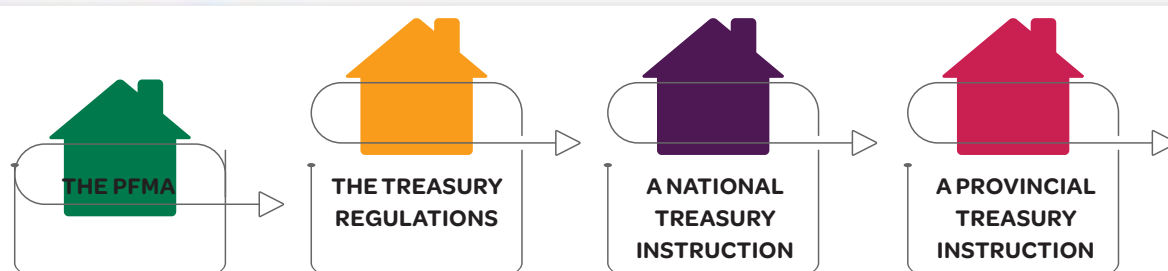 THE PFMA
THE TREASURY
REGULATIONS
A NATIONAL
TREASURY
INSTRUCTION
A PROVINCIAL
TREASURY
INSTRUCTION